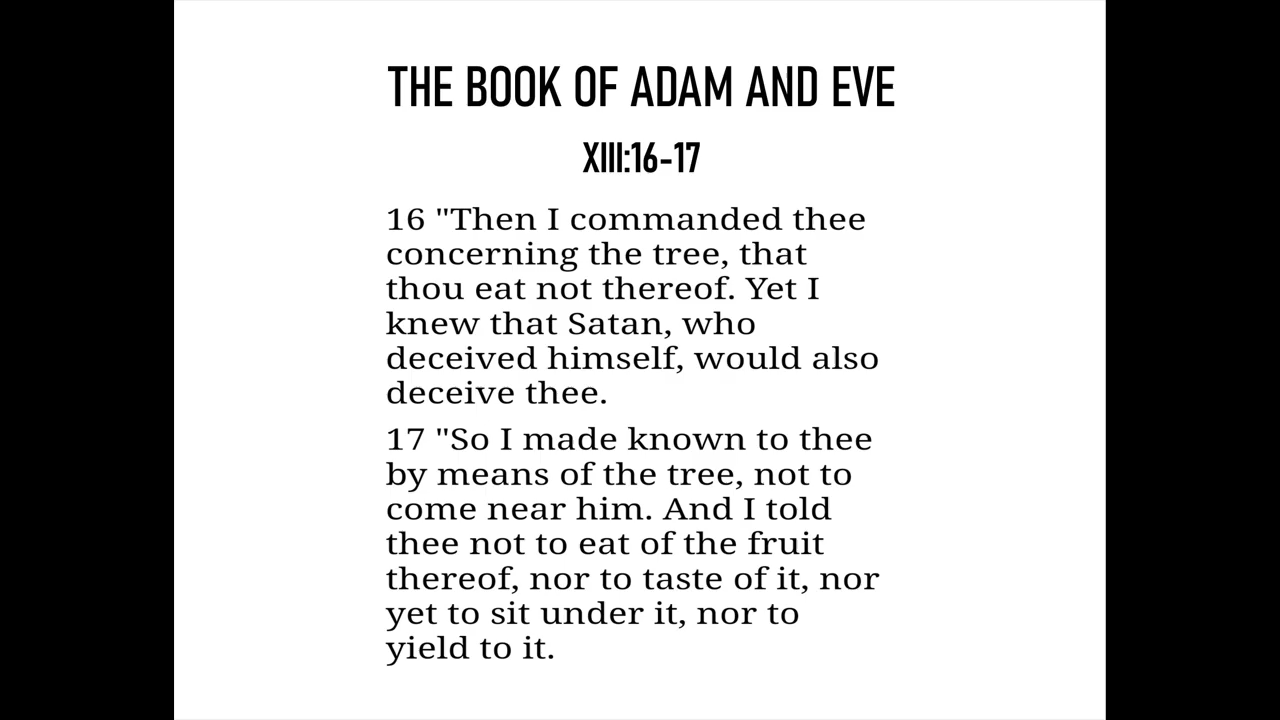 THE BOOK OF ADAM AND EVE
XIII:16-17
16 "Then I commanded thee
concerning the tree, that
thou eat not thereof. Yet I
knew that Satan, who
deceived himself, would also
deceive thee.
17 "So I made known to thee
by means of the tree, not to
come near him. And I told
thee not to eat of the fruit
thereof, nor to taste of it, nor
yet to sit under it, nor to
yield to it.